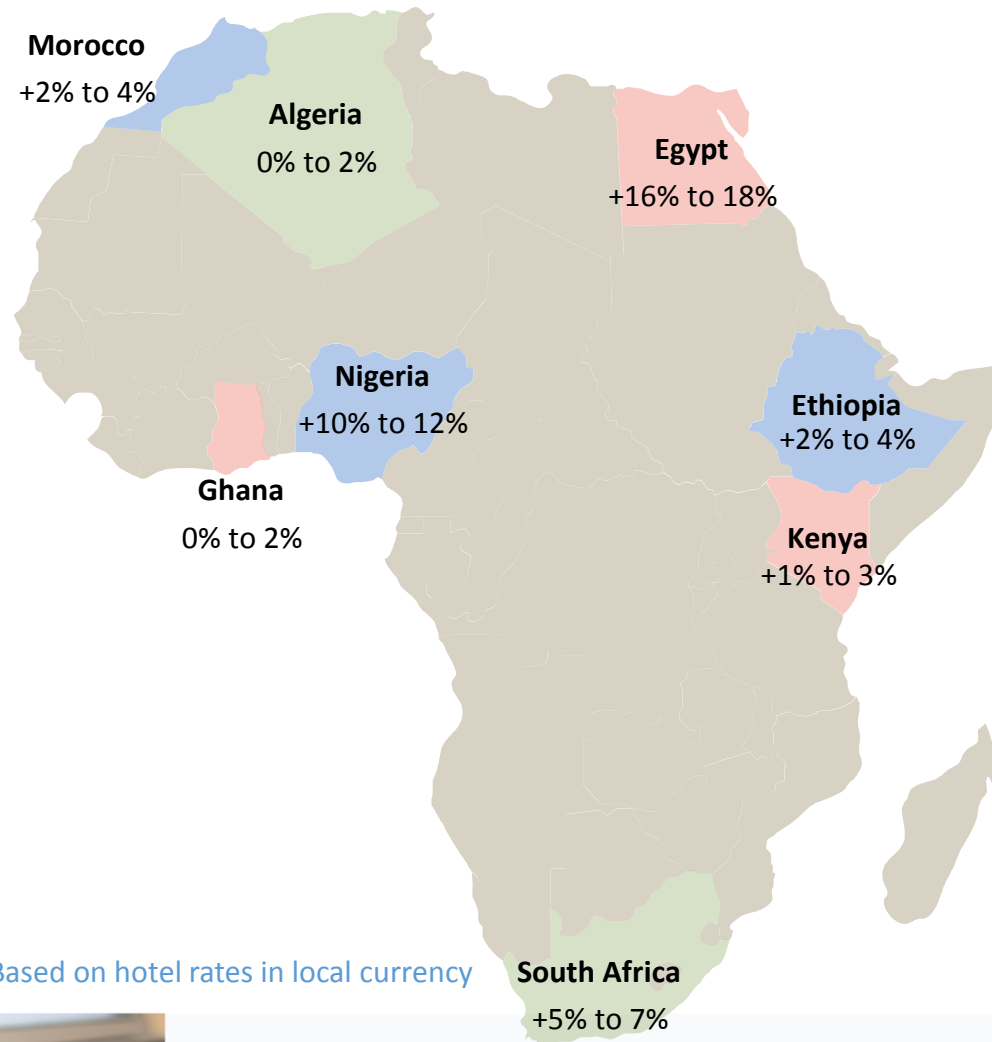 Morocco
+2% to 4%
Algeria
0% to 2%
Egypt
+16% to 18%
Nigeria
+10% to 12%
Ethiopia
+2% to 4%
Ghana
0% to 2%
Kenya
+1% to 3%
Based on hotel rates in local currency
South Africa
+5% to 7%